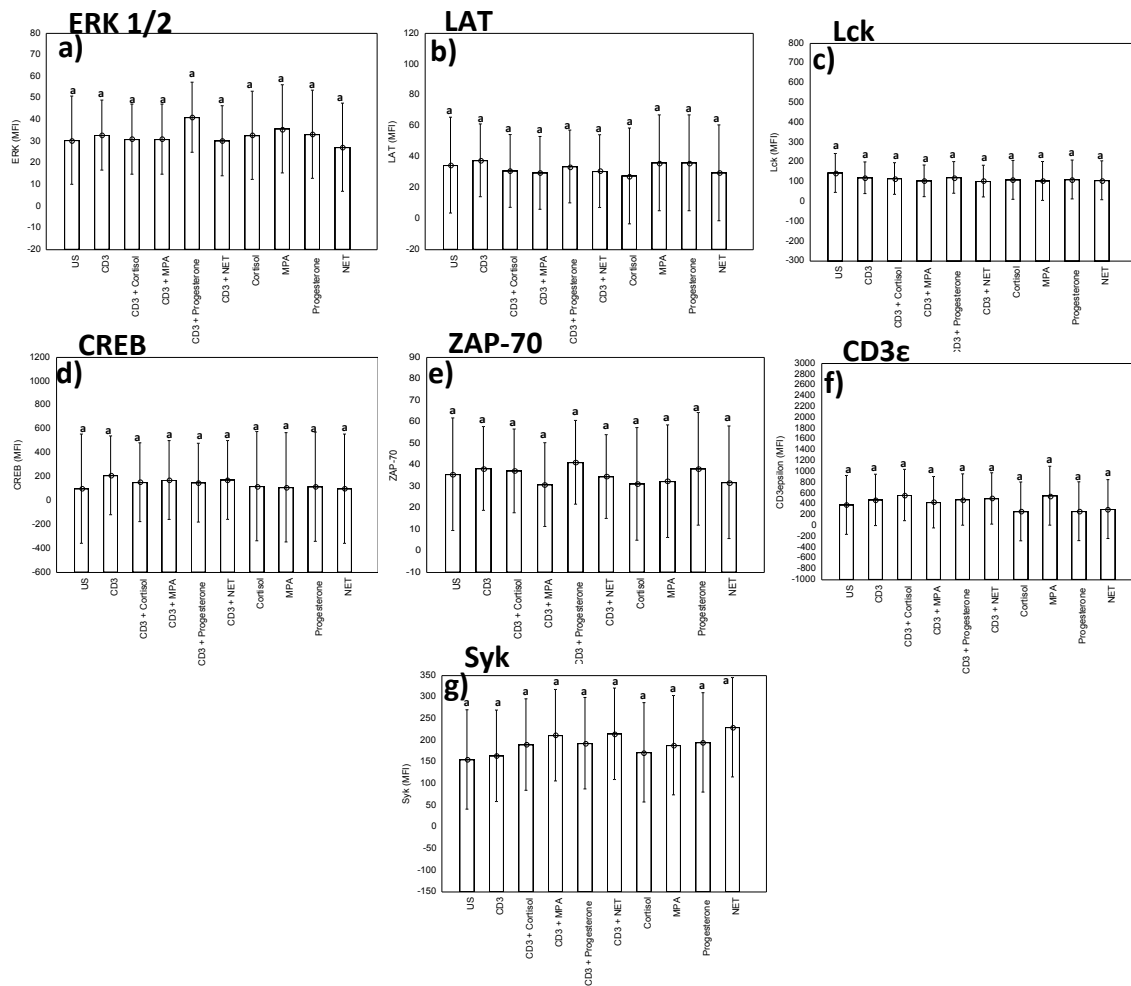 ERK 1/2
a)
80
70
60
50
40
30
20
10
0
-10
-20
ERK (MFI)
a a a a a a a a a a
US
CD3
CD3 + Cortisol
CD3 + MPA
CD3 + Progesterone
CD3 + NET
Cortisol
MPA
Progesterone
NET
LAT
b)
120
100
80
60
40
20
0
-20
LAT (MFI)
a a a a a a a a a a
US
CD3
CD3 + Cortisol
CD3 + MPA
CD3 + Progesterone
CD3 + NET
Cortisol
MPA
Progesterone
NET
Lck
c)
800
700
600
500
400
300
200
100
0
-100
-200
-300
Lck (MFI)
a a a a a a a a a a
US
CD3
CD3 + Cortisol
CD3 + MPA
CD3 + Progesterone
CD3 + NET
Cortisol
MPA
Progesterone
NET
CREB
d)
1200
1000
800
600
400
200
0
-200
-400
-600
CREB (MFI)
a a a a a a a a a a
US
CD3
CD3 + Cortisol
CD3 + MPA
CD3 + Progesterone
CD3 + NET
Cortisol
MPA
Progesterone
NET
ZAP-70
e)
90
80
70
60
50
40
30
20
10
0
-10
ZAP-70
a a a a a a a a a a
US
CD3
CD3 + Cortisol
CD3 + MPA
CD3 + Progesterone
CD3 + NET
Cortisol
MPA
Progesterone
NET
CD3ε
f)
3000
2800
2600
2400
2200
2000
1800
1600
1400
1200
1000
800
600
400
200
0
-200
-400
-600
-800
-1000
CD3epsilon (MFI)
a a a a a a a a a a
US
CD3
CD3 + Cortisol
CD3 + MPA
CD3 + Progesterone
CD3 + NET
Cortisol
MPA
Progesterone
NET
Syk
g)
350
300
250
200
150
100
50
0
-50
-100
-150
Syk (MFI)
a a a a a a a a a a
US
CD3
CD3 + Cortisol
CD3 + MPA
CD3 + Progesterone
CD3 + NET
Cortisol
MPA
Progesterone
NET